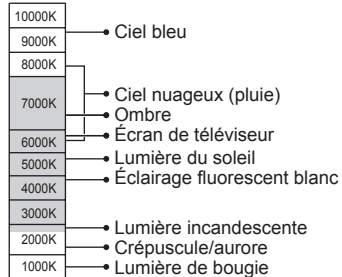 10000K
Ciel bleu
9000K
8000K
Ciel nuageux (pluie)
7000K
Ombre
Écran de téléviseur
6000K
Lumière du soleil
5000K
Éclairage fluorescent blanc
4000K
3000K
Lumière incandescente
2000K
Crépuscule/aurore
1000K
Lumière de bougie